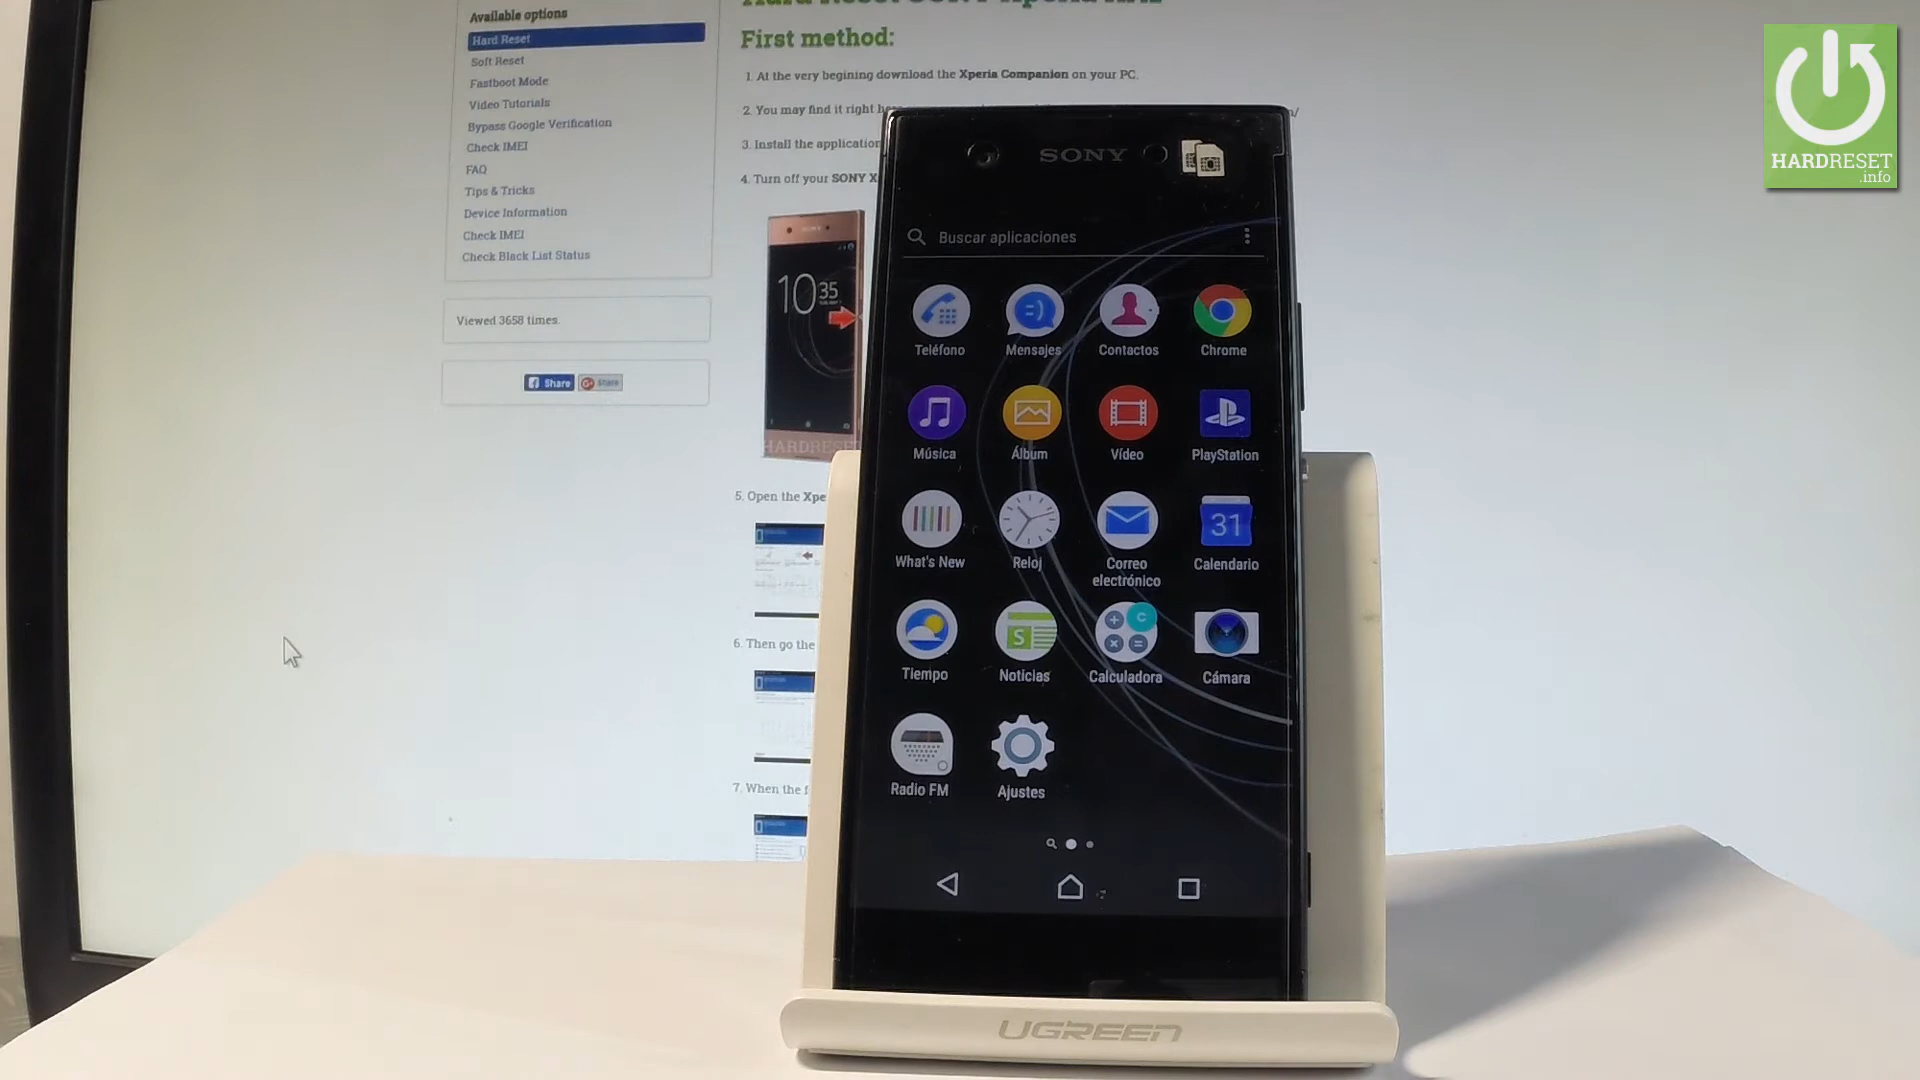 Available options
Hard Reset
Soft Reset
Fastboot Mode
Video Tutorials
Bypass Google Verification
Check IMEI
FAQ
Tips & Tricks
Device Information
Check IMEI
Check Black List Status
Viewed 3658 times.
Share
share
First method:
1. At the very begining download the Xperia Companion on your PC.
2. You may find it right
3. Install the application
4. Turn off your SONY
10 35
5. Open the
6. Then go the
7. When the
SONY
Buscar aplicaciones
Teléfono
Mensajes
Contactos
Chrome
Música
Álbum
Vídeo
PlayStation
What's New
Reloj
Correo electrónico
31
Calendario
Tiempo
S
Noticias
C
Calculadora
Cámara
Radio FM
Ajustes
UGREEN
HARDRESET
.info